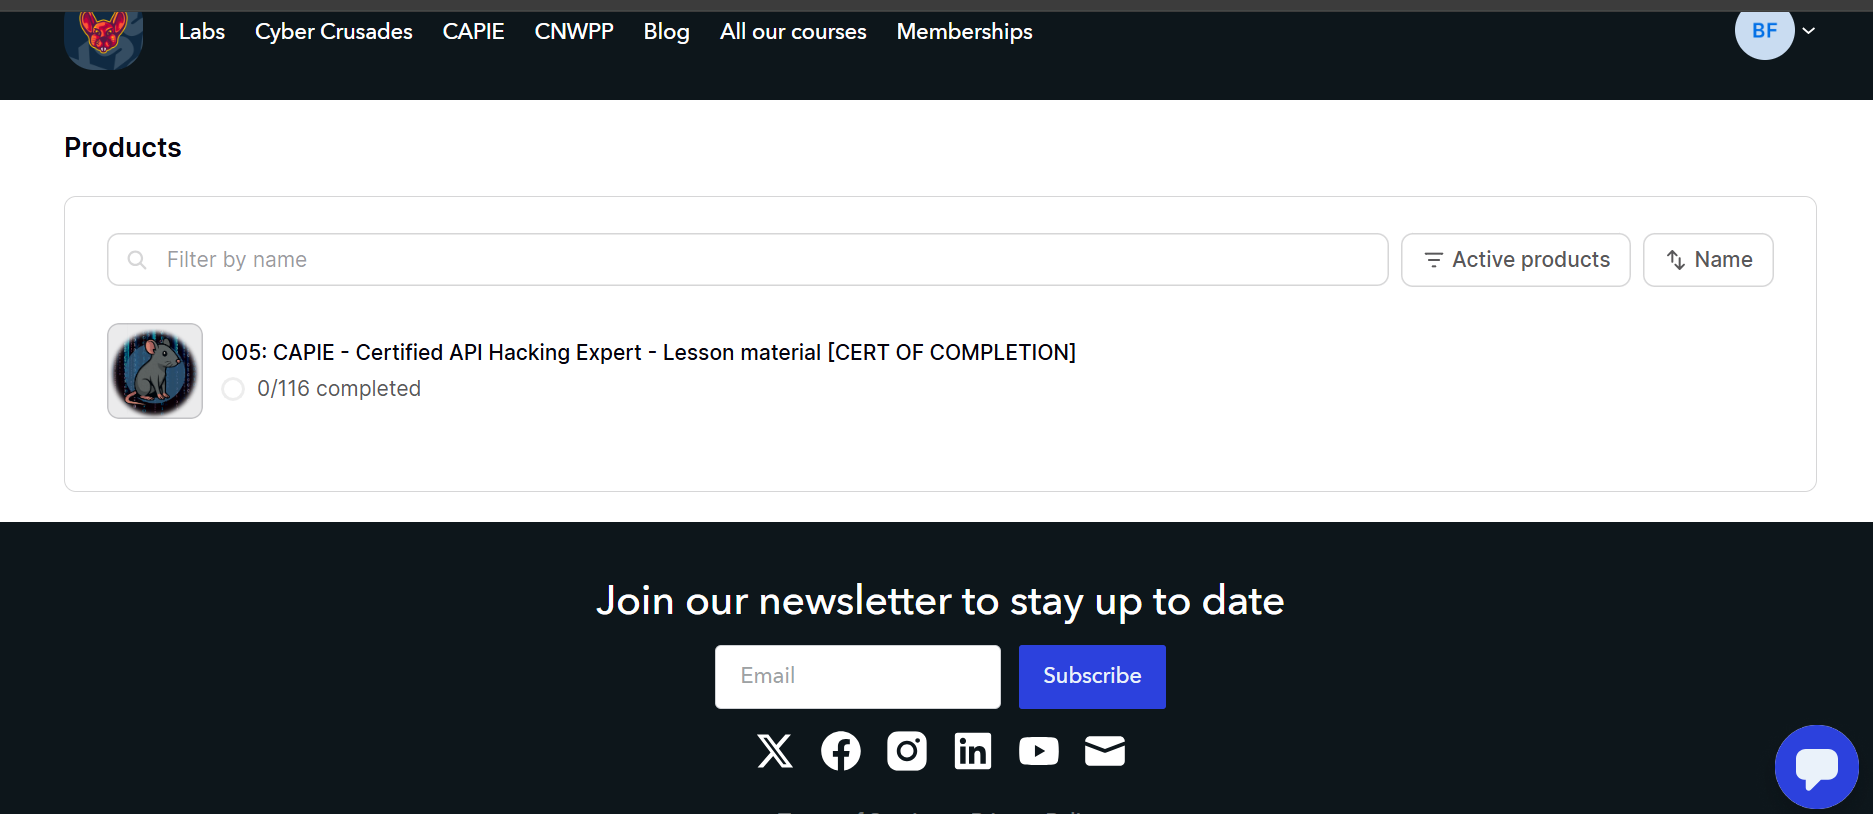 Labs Cyber Crusades CAPIE CNWPP Blog All our courses Memberships BF
Products
Filter by name Active products Name
005: CAPIE - Certified API Hacking Expert - Lesson material [CERT OF COMPLETION]
0/116 completed
Join our newsletter to stay up to date
Email Subscribe